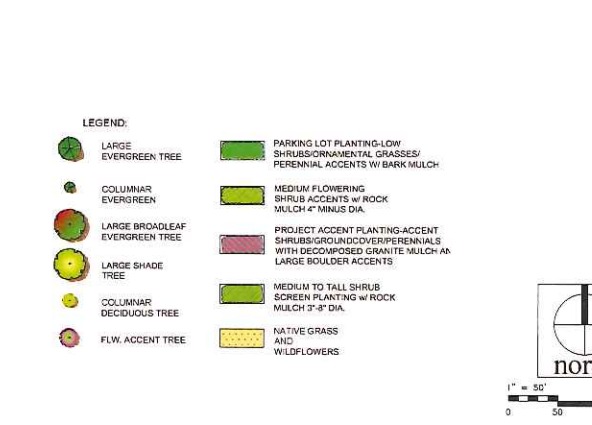 LEGEND:
LARGE
EVERGREEN TREE
COLUMNAR
EVERGREEN
LARGE BROADLEAF
EVERGREEN TREE
LARGE SHADE
TREE
COLUMNAR
DECIDUOUS TREE
FLW. ACCENT TREE
PARKING LOT PLANTING-LOW
SHRUBS/ORNAMENTAL GRASSES/
PERENNIAL ACCENTS W/ BARK MULCH
MEDIUM FLOWERING
SHRUB ACCENTS w/ ROCK
MULCH 4" MINUS DIA.
PROJECT ACCENT PLANTING-ACCENT
SHRUBS/GROUNDCOVER/PERENNIALS
WITH DECOMPOSED GRANITE MULCH
LARGE BOULDER ACCENTS
MEDIUM TO TALL SHRUB
SCREEN PLANTING w/ ROCK
MULCH 3"-8" DIA.
NATIVE GRASS
AND
WILDFLOWERS
1" = 50'
0 50